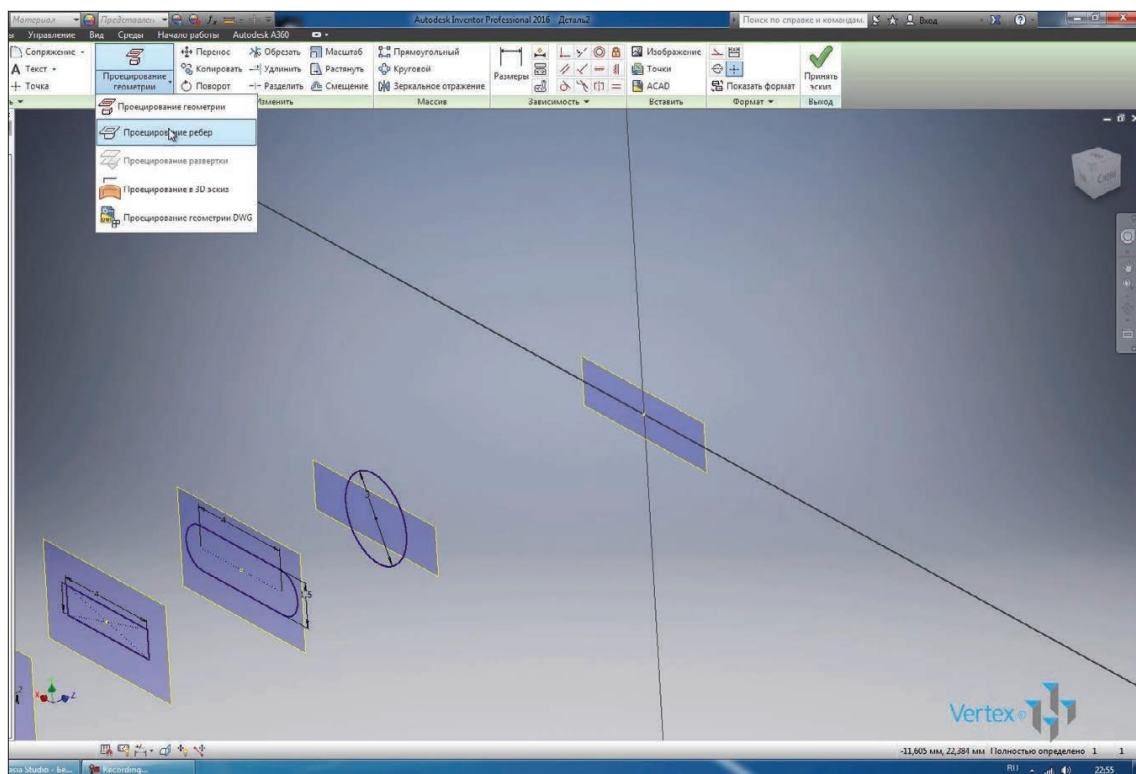 Материал
Представлен
Autodesk Inventor Professional 2016 Деталь2
Поиск по справке и командам.
Вход
Управление Вид Среды Начало работы Autodesk A360
Сопряжение
Текст
Точка
Проецирование геометрии
Перенос
Копировать
Поворот
Обрезать
Удлинить
Разделить
Масштаб
Растянуть
Смещение
Прямоугольный
Круговой
Зеркальное отражение
Размеры
Изображение
Точки
ACAD
Показать формат
Принять эскиз
Изменить
Массив
Зависимость
Вставить
Формат
Выход
Проецирование геометрии
Проецирование ребер
Проецирование развертки
Проецирование в 3D эскиз
Проецирование геометрии DWG
3
4
4
2
X
Z
Vertex
-11,605 мм, 22,384 мм Полностью определено 1 1
Recording...
RU
22:55